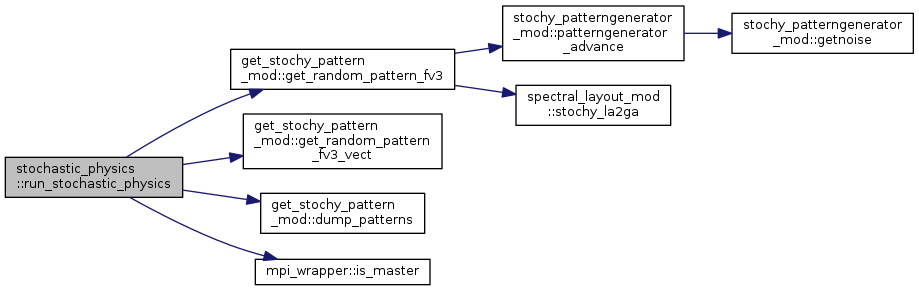 stochastic_physics
::run_stochastic_physics
get_stochy_pattern
_mod::get_random_pattern_fv3
get_stochy_pattern
_mod::get_random_pattern
_fv3_vect
get_stochy_pattern
_mod::dump_patterns
mpi_wrapper::is_master
stochy_patterngenerator
_mod::patterngenerator
_advance
spectral_layout_mod
::stochy_la2ga
stochy_patterngenerator
_mod::getnoise